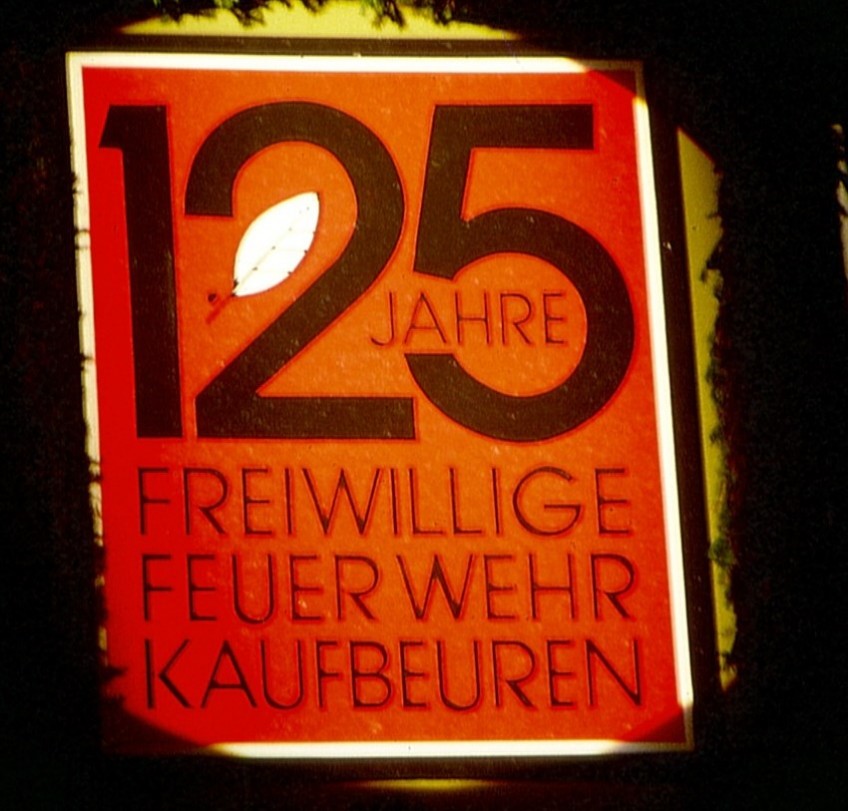 125
JAHRE
FREIWILLIGE
FEUERWEHR
KAUFBEUREN